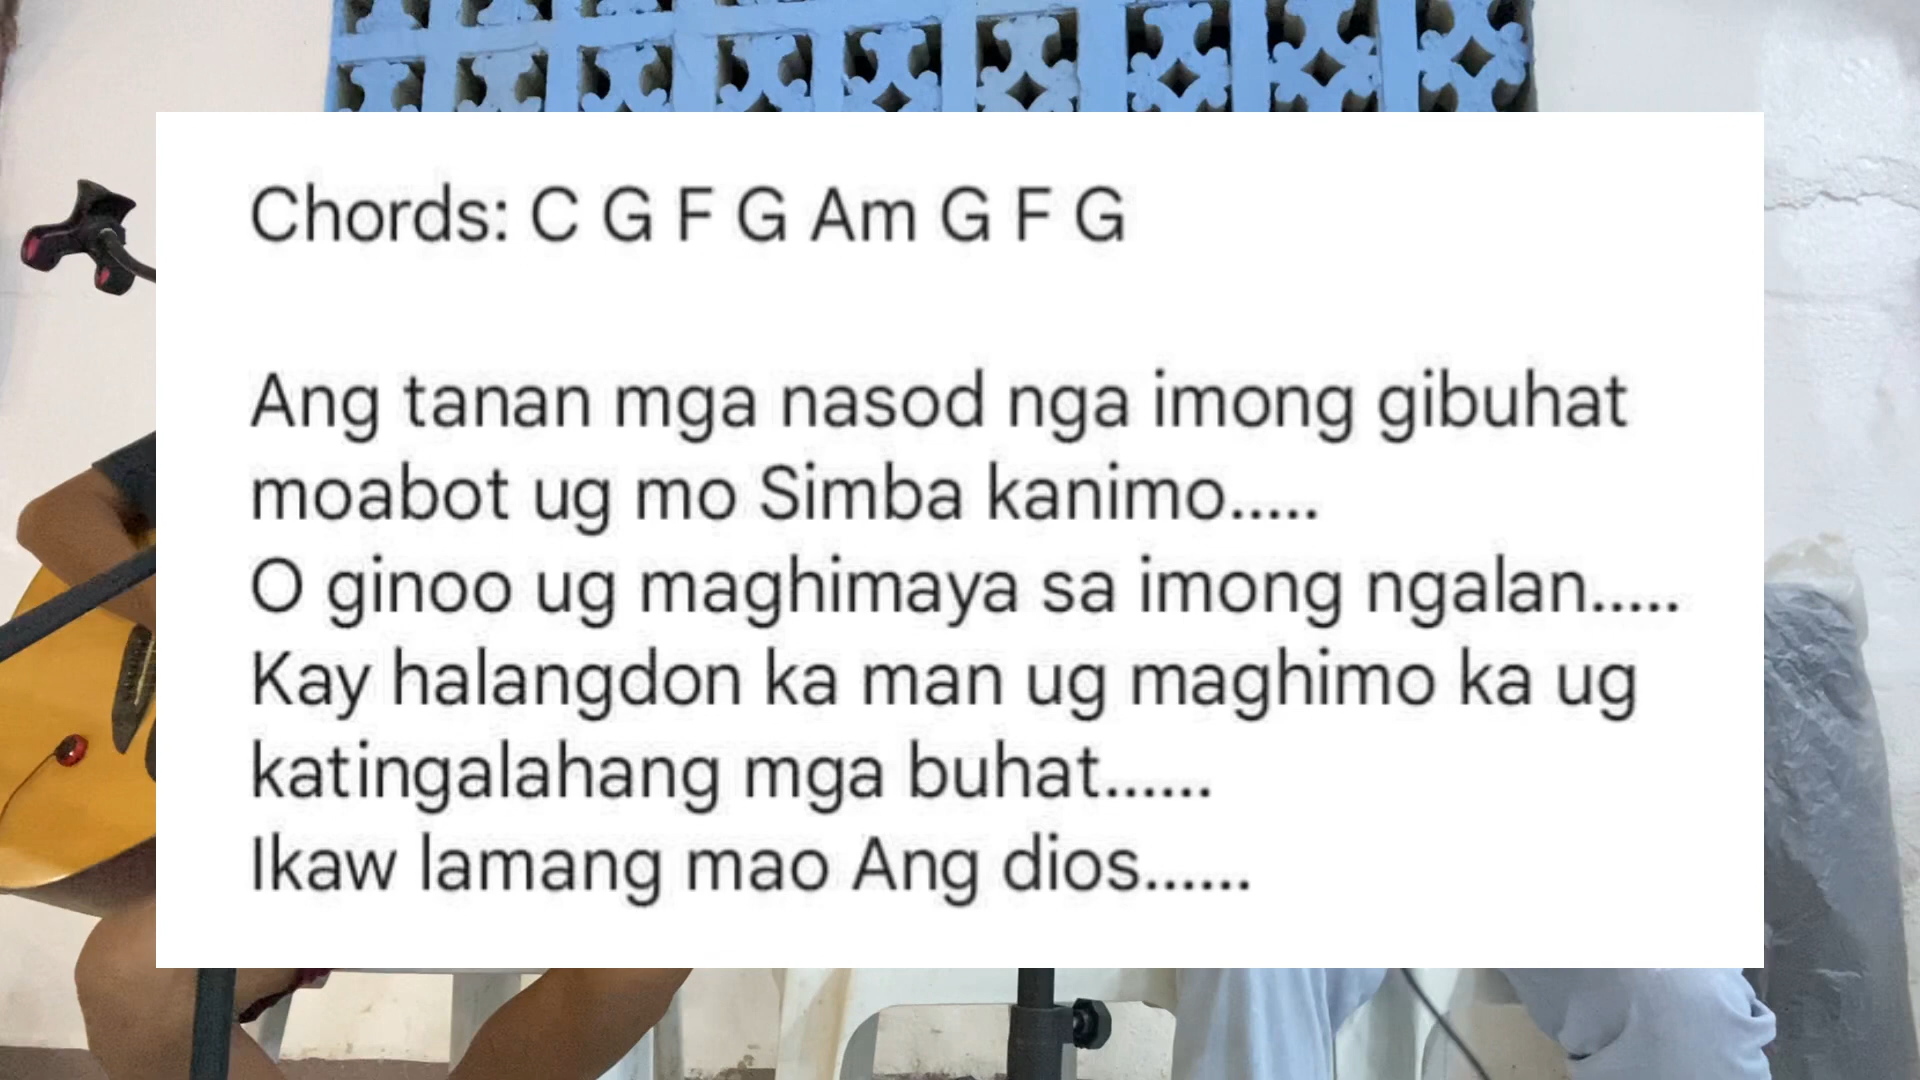 Chords: C G F G Am G F G
Ang tanan mga nasod nga imong gibuhat
moabot ug mo Simba kanimo.....
O ginoo ug maghimaya sa imong ngalan.....
Kay halangdon ka man ug maghimo ka ug
katingalahang mga buhat......
Ikaw lamang mao Ang dios......